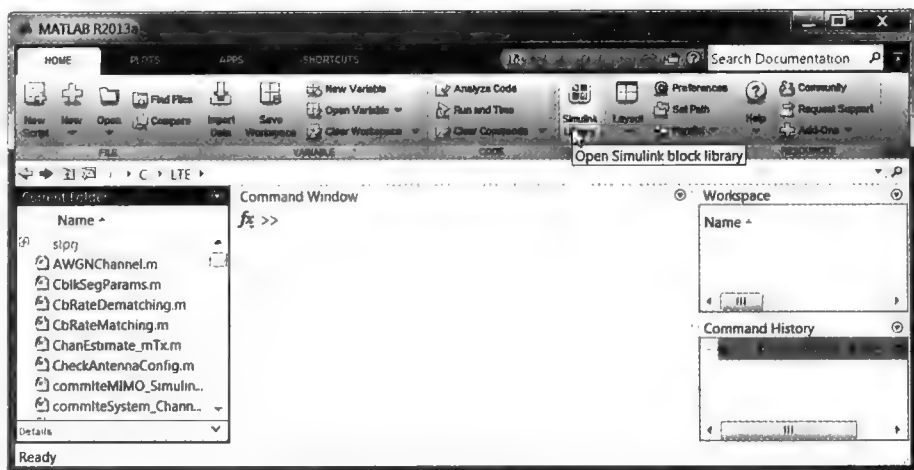 MATLAB R2013a
HOME PLOTS APPS SHORTCUTS Search Documentation
New Script
New
Open
Find Files
Compare
Import Data
Save Workspace
New Variable
Open Variable
Clear Workspace
Analyze Code
Run and Time
Clear Commands
Simulink
Layout
Preferences
Set Path
Help
Community
Request Support
Add-Ons
FILE VARIABLE CODE RESOURCES
Open Simulink block library
C LTE
Current Folder
Name
slprj
AWGNChannel.m
CblkSegParams.m
CbRateDematching.m
CbRateMatching.m
ChanEstimate_mTx.m
CheckAntennaConfig.m
commlteMIMO_Simulin...
commlteSystem_Chann...
Details
Command Window
fx >>
Workspace
Name
Command History
Ready